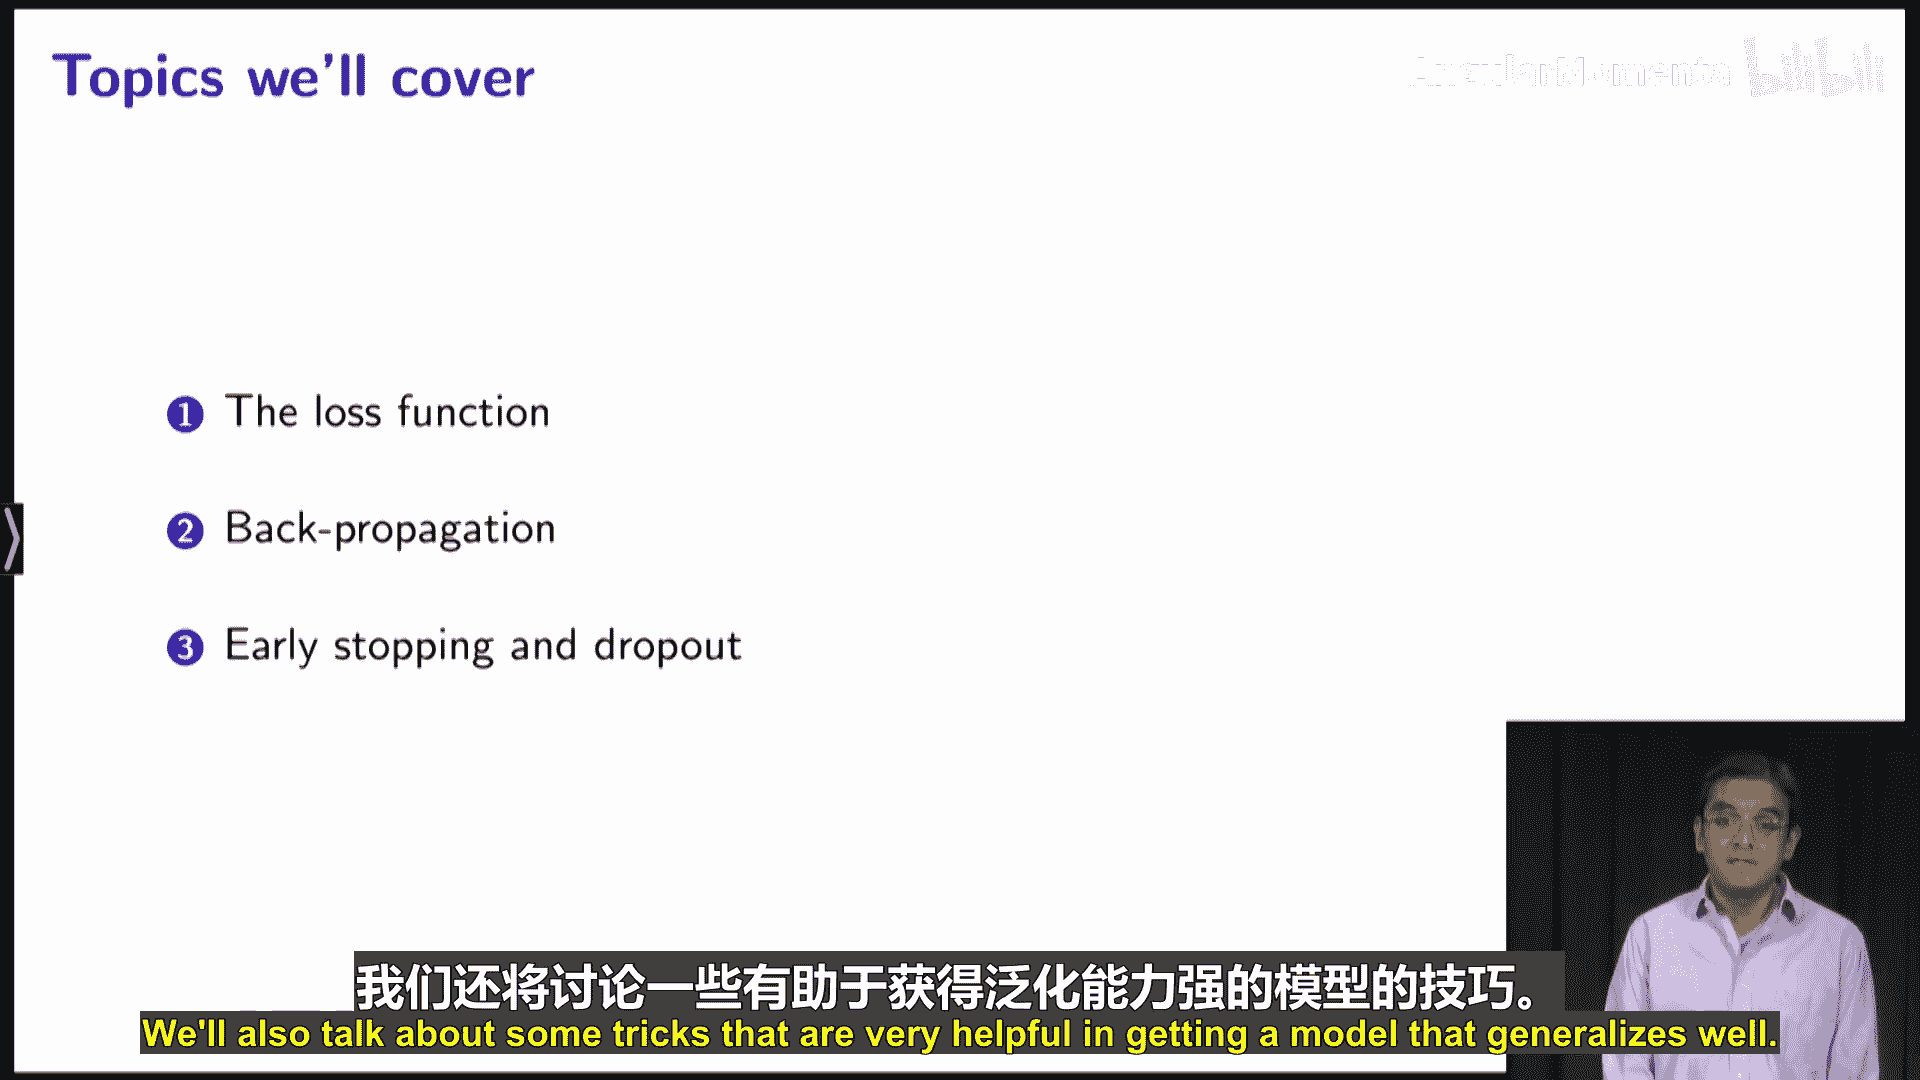 Topics we'll cover
bilibili
1 The loss function
2 Back-propagation
3 Early stopping and dropout
我们还将讨论一些有助于获得泛化能力强的模型的技巧。
We'll also talk about some tricks that are very helpful in getting a model that generalizes well.